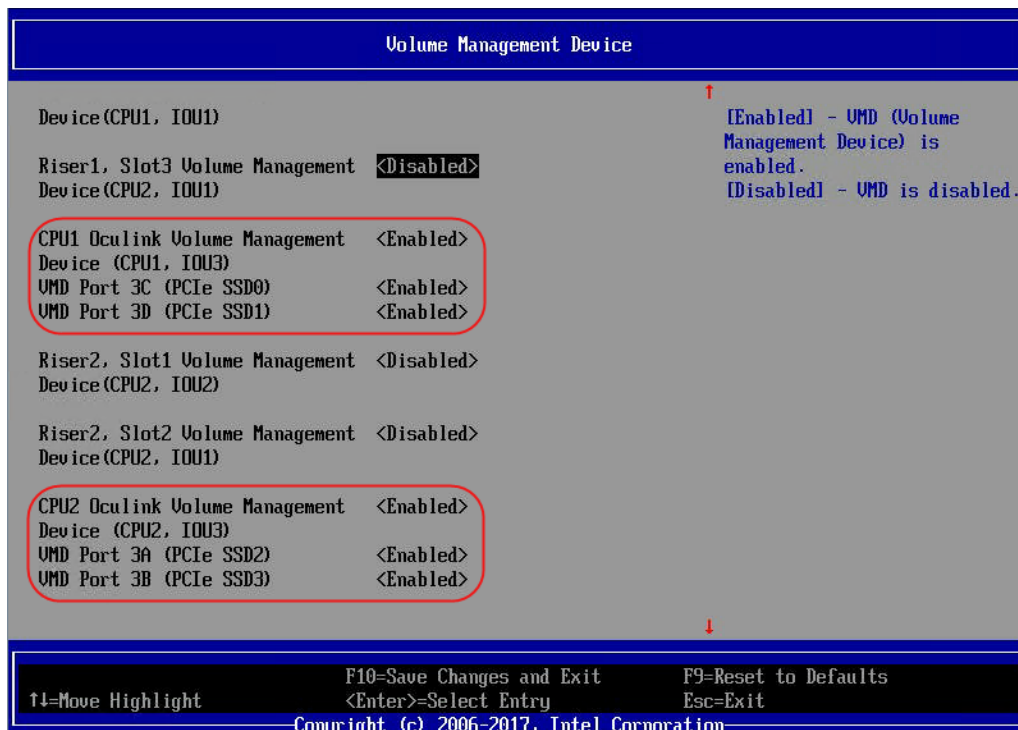 Volume Management Device
Device(CPU1, IOU1)
Riser1, Slot3 Volume Management <Disabled>
Device(CPU2, IOU1)
CPU1 Oculink Volume Management <Enabled>
Device (CPU1, IOU3)
VMD Port 3C (PCIe SSD0) <Enabled>
VMD Port 3D (PCIe SSD1) <Enabled>
Riser2, Slot1 Volume Management <Disabled>
Device(CPU2, IOU2)
Riser2, Slot2 Volume Management <Disabled>
Device(CPU2, IOU1)
CPU2 Oculink Volume Management <Enabled>
Device (CPU2, IOU3)
VMD Port 3A (PCIe SSD2) <Enabled>
VMD Port 3B (PCIe SSD3) <Enabled>
↑
[Enabled] - VMD (Volume
Management Device) is
enabled.
[Disabled] - VMD is disabled.
↓
F10=Save Changes and Exit F9=Reset to Defaults
↑↓=Move Highlight <Enter>=Select Entry Esc=Exit
Copyright (c) 2006-2017, Intel Corporation